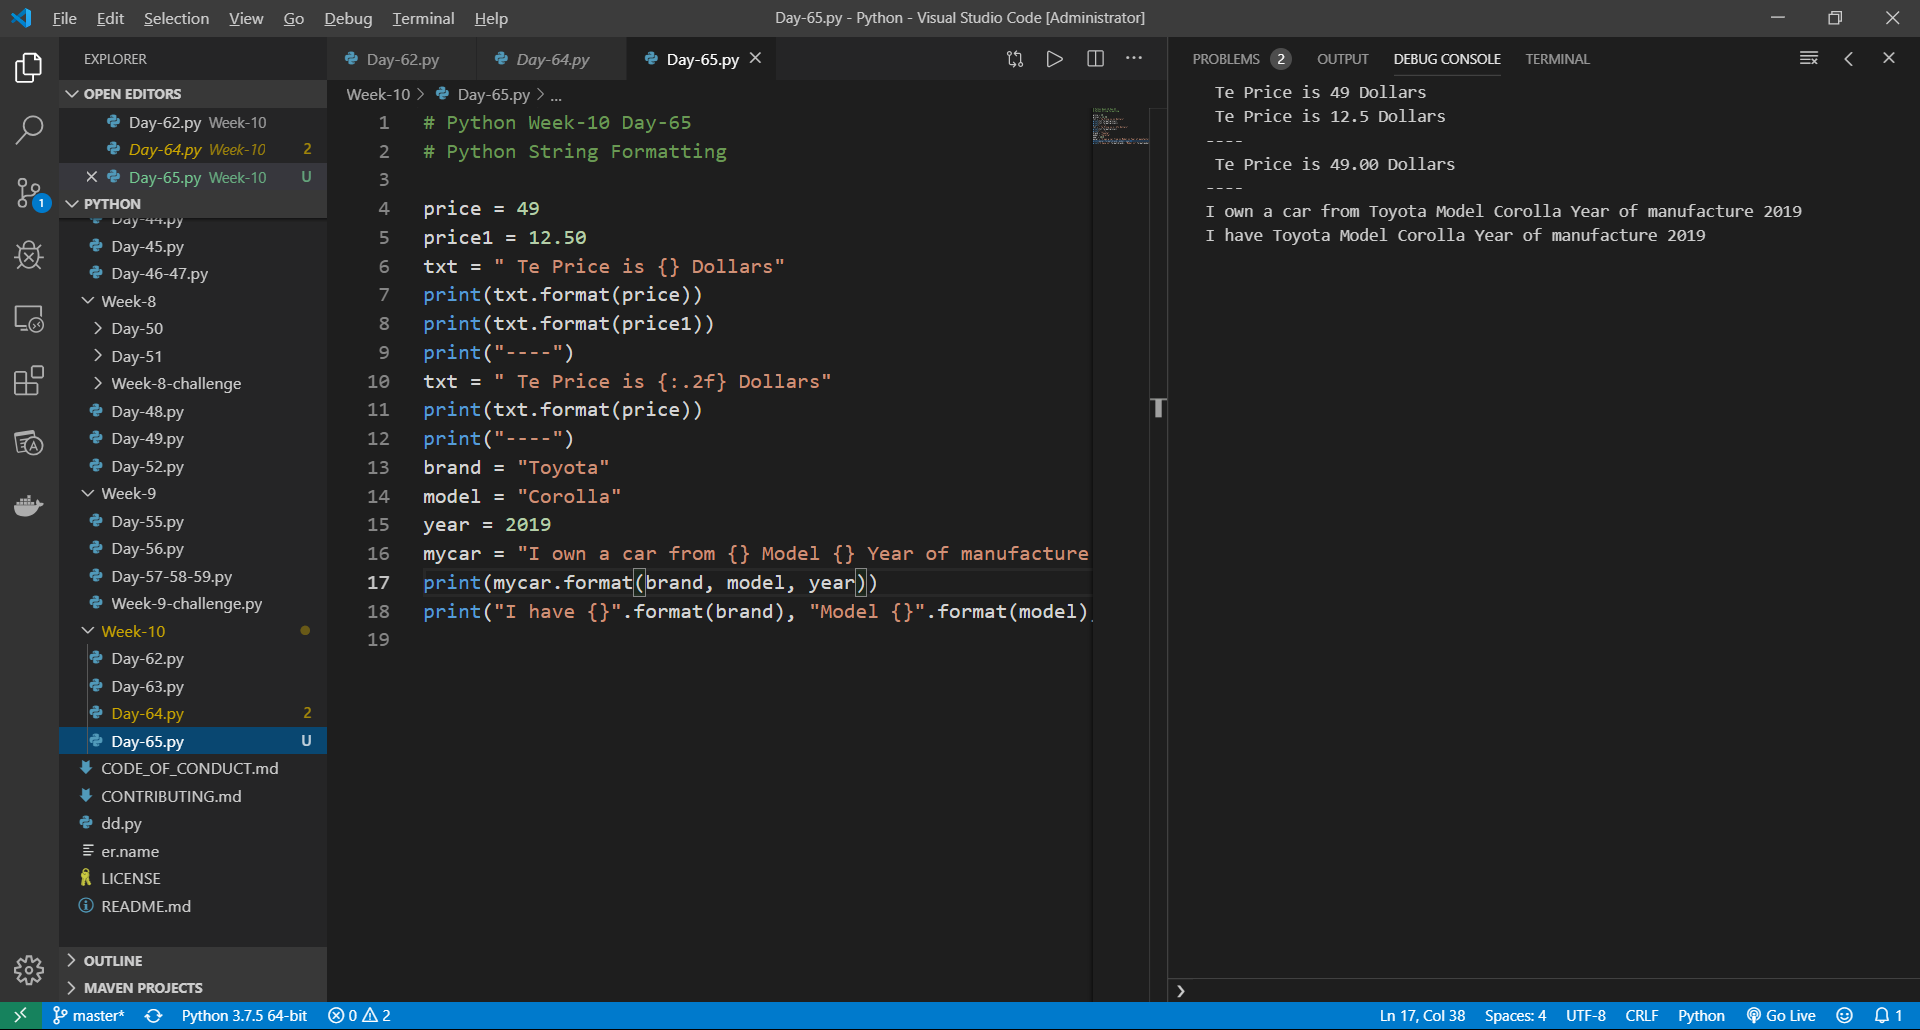 File Edit Selection View Go Debug Terminal Help
Day-65.py - Python - Visual Studio Code [Administrator]
EXPLORER
OPEN EDITORS
Day-62.py Week-10
Day-64.py Week-10 2
Day-65.py Week-10 U
PYTHON
Day-44.py
Day-45.py
Day-46-47.py
Week-8
Day-50
Day-51
Week-8-challenge
Day-48.py
Day-49.py
Day-52.py
Week-9
Day-55.py
Day-56.py
Day-57-58-59.py
Week-9-challenge.py
Week-10
Day-62.py
Day-63.py
Day-64.py 2
Day-65.py U
CODE_OF_CONDUCT.md
CONTRIBUTING.md
dd.py
er.name
LICENSE
README.md
OUTLINE
MAVEN PROJECTS
1
Day-62.py Day-64.py Day-65.py
Week-10 > Day-65.py > ...
1 # Python Week-10 Day-65
2 # Python String Formatting
3
4 price = 49
5 price1 = 12.50
6 txt = " Te Price is {} Dollars"
7 print(txt.format(price))
8 print(txt.format(price1))
9 print("----")
10 txt = " Te Price is {:.2f} Dollars"
11 print(txt.format(price))
12 print("----")
13 brand = "Toyota"
14 model = "Corolla"
15 year = 2019
16 mycar = "I own a car from {} Model {} Year of manufacture
17 print(mycar.format(brand, model, year))
18 print("I have {}".format(brand), "Model {}".format(model),
19
PROBLEMS 2 OUTPUT DEBUG CONSOLE TERMINAL
Te Price is 49 Dollars
Te Price is 12.5 Dollars
----
Te Price is 49.00 Dollars
----
I own a car from Toyota Model Corolla Year of manufacture 2019
I have Toyota Model Corolla Year of manufacture 2019
master* Python 3.7.5 64-bit 0 2 Ln 17, Col 38 Spaces: 4 UTF-8 CRLF Python Go Live 1